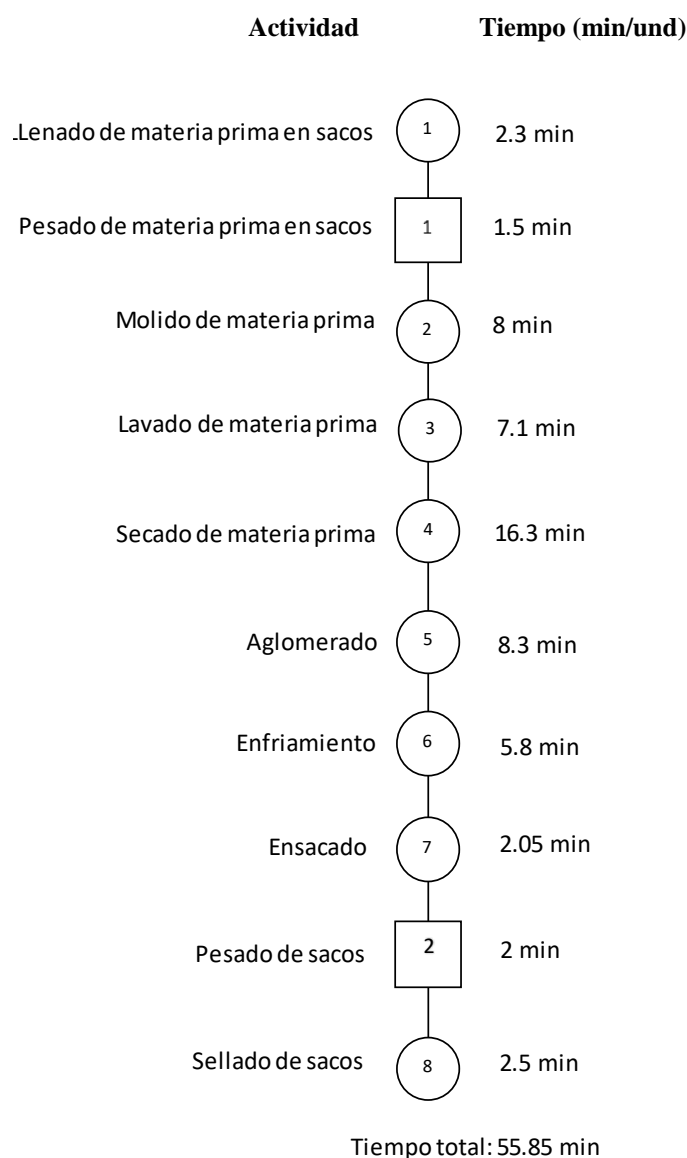 Actividad Tiempo (min/und)
Llenado de materia prima en sacos 1 2.3 min
Pesado de materia prima en sacos 1 1.5 min
Molido de materia prima 2 8 min
Lavado de materia prima 3 7.1 min
Secado de materia prima 4 16.3 min
Aglomerado 5 8.3 min
Enfriamiento 6 5.8 min
Ensacado 7 2.05 min
Pesado de sacos 2 2 min
Sellado de sacos 8 2.5 min
Tiempo total: 55.85 min